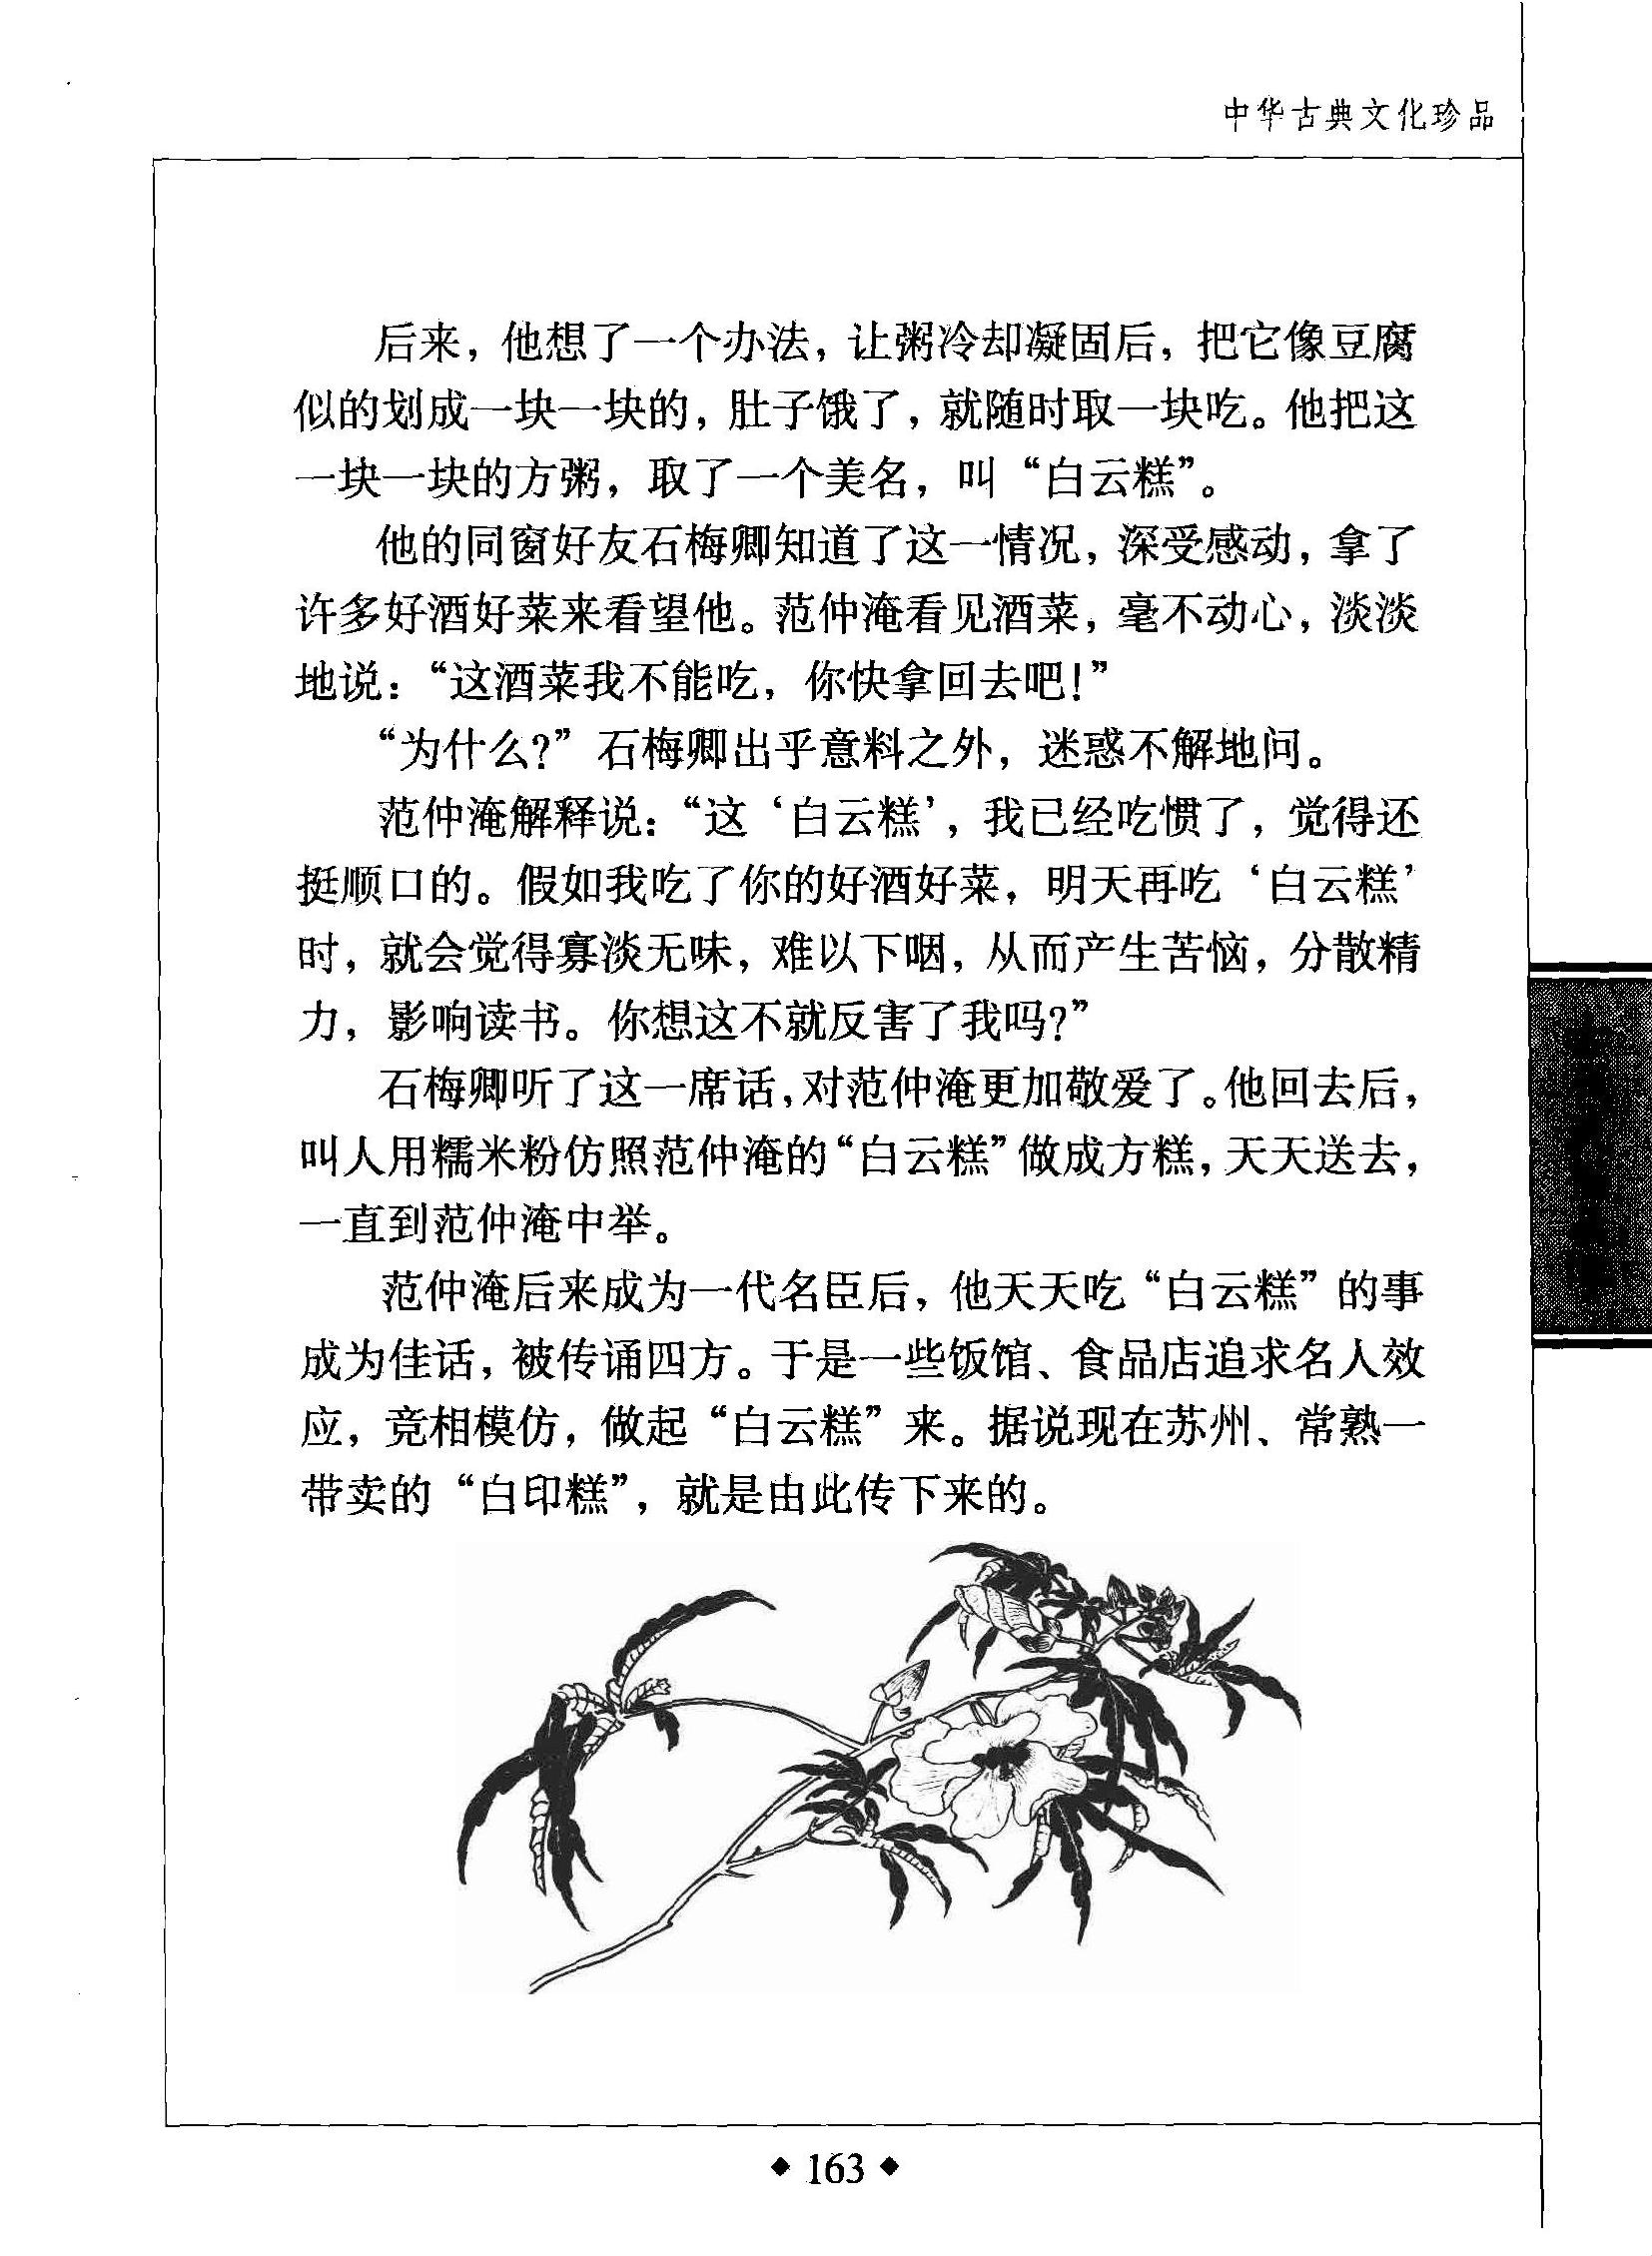 中华古典文化珍品
后来，他想了一个办法，让粥冷却凝固后，把它像豆腐
似的划成一块一块的，肚子饿了，就随时取一块吃。他把这
一块一块的方粥，取了一个美名，叫“白云糕”。
他的同窗好友石梅卿知道了这一情况，深受感动，拿了
许多好酒好菜来看望他。范仲淹看见酒菜，毫不动心，淡淡
地说：“这酒菜我不能吃，你快拿回去吧！”
“为什么？”石梅卿出乎意料之外，迷惑不解地问。
范仲淹解释说：“这‘白云糕’，我已经吃惯了，觉得还
挺顺口的。假如我吃了你的好酒好菜，明天再吃‘白云糕’
时，就会觉得寡淡无味，难以下咽，从而产生苦恼，分散精
力，影响读书。你想这不就反害了我吗？”
石梅卿听了这一席话，对范仲淹更加敬爱了。他回去后，
叫人用糯米粉仿照范仲淹的“白云糕”做成方糕，天天送去，
一直到范仲淹中举。
范仲淹后来成为一代名臣后，他天天吃“白云糕”的事
成为佳话，被传诵四方。于是一些饭馆、食品店追求名人效
应，竞相模仿，做起“白云糕”来。据说现在苏州、常熟一
带卖的“白印糕”，就是由此传下来的。
◆ 163 ◆